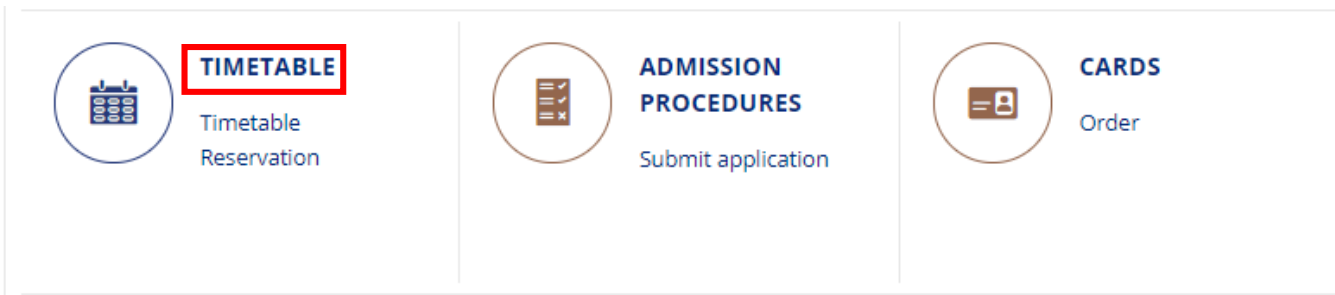 TIMETABLE
Timetable
Reservation
ADMISSION
PROCEDURES
Submit application
CARDS
Order